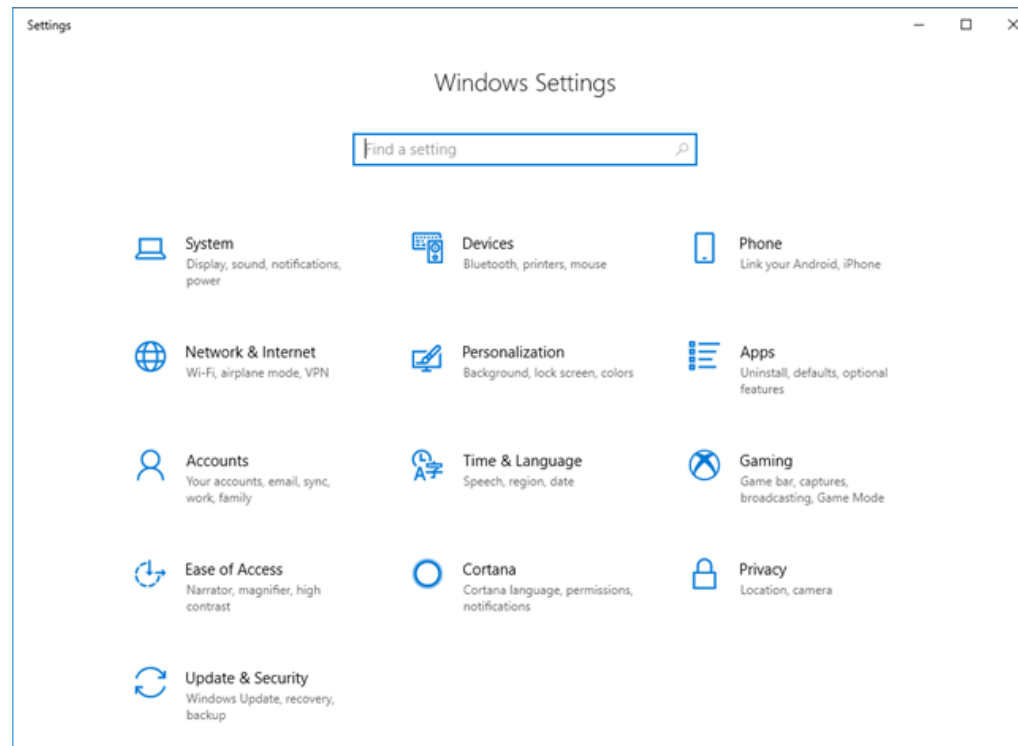 Settings
Windows Settings
Find a setting
System
Display, sound, notifications,
power
Devices
Bluetooth, printers, mouse
Phone
Link your Android, iPhone
Network & Internet
Wi-Fi, airplane mode, VPN
Personalization
Background, lock screen, colors
Apps
Uninstall, defaults, optional
features
Accounts
Your accounts, email, sync,
work, family
Time & Language
Speech, region, date
Gaming
Game bar, captures,
broadcasting, Game Mode
Ease of Access
Narrator, magnifier, high
contrast
Cortana
Cortana language, permissions,
notifications
Privacy
Location, camera
Update & Security
Windows Update, recovery,
backup